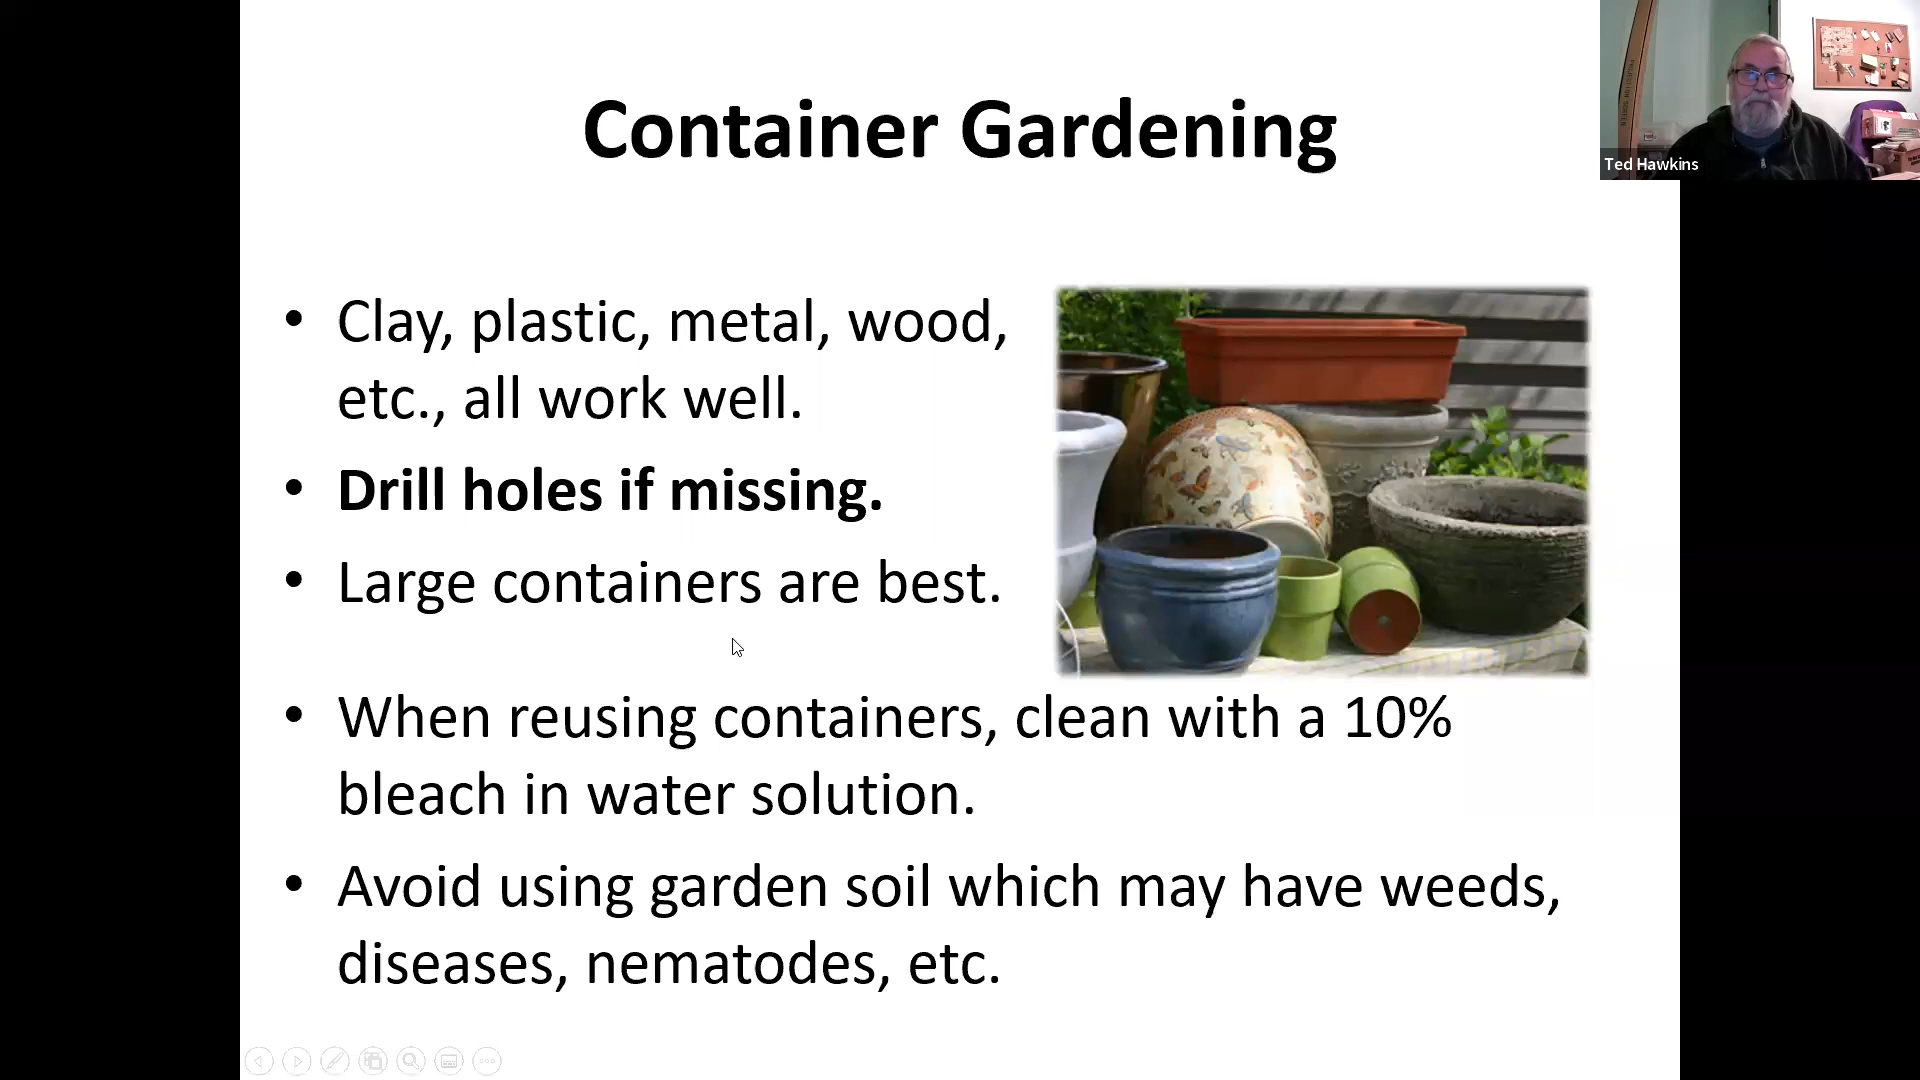 Container Gardening
• Clay, plastic, metal, wood,
etc., all work well.
• Drill holes if missing.
• Large containers are best.
• When reusing containers, clean with a 10%
bleach in water solution.
• Avoid using garden soil which may have weeds,
diseases, nematodes, etc.
Ted Hawkins
PROJECTION SCREEN